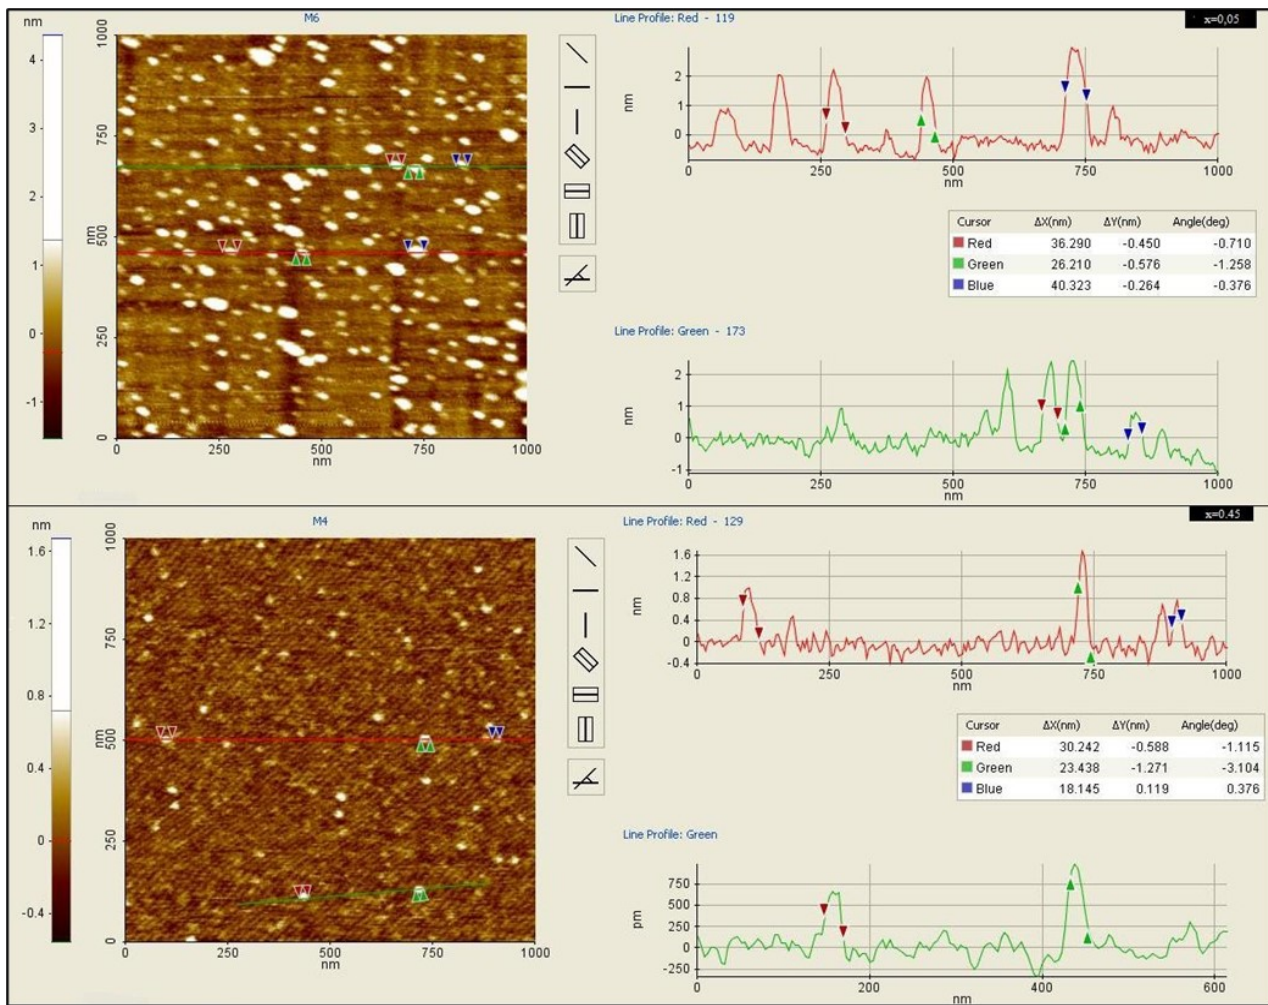 nm
M6
Line Profile: Red - 119
x=0,05
4
3
2
1
0
-1
1000
750
500
250
0
nm
0
250
500
750
1000
nm
2
1
0
nm
0
250
500
750
1000
nm
Cursor ΔX(nm) ΔY(nm) Angle(deg)
Red 36.290 -0.450 -0.710
Green 26.210 -0.576 -1.258
Blue 40.323 -0.264 -0.376
Line Profile: Green - 173
2
1
0
-1
nm
0
250
500
750
1000
nm
nm
M4
Line Profile: Red - 129
x=0.45
1.6
1.2
0.8
0.4
0
-0.4
1000
750
500
250
0
nm
0
250
500
750
1000
nm
1.6
1.2
0.8
0.4
0
-0.4
nm
0
250
500
750
1000
nm
Cursor ΔX(nm) ΔY(nm) Angle(deg)
Red 30.242 -0.588 -1.115
Green 23.438 -1.271 -3.104
Blue 18.145 0.119 0.376
Line Profile: Green
750
500
250
0
-250
pm
0
200
400
600
nm